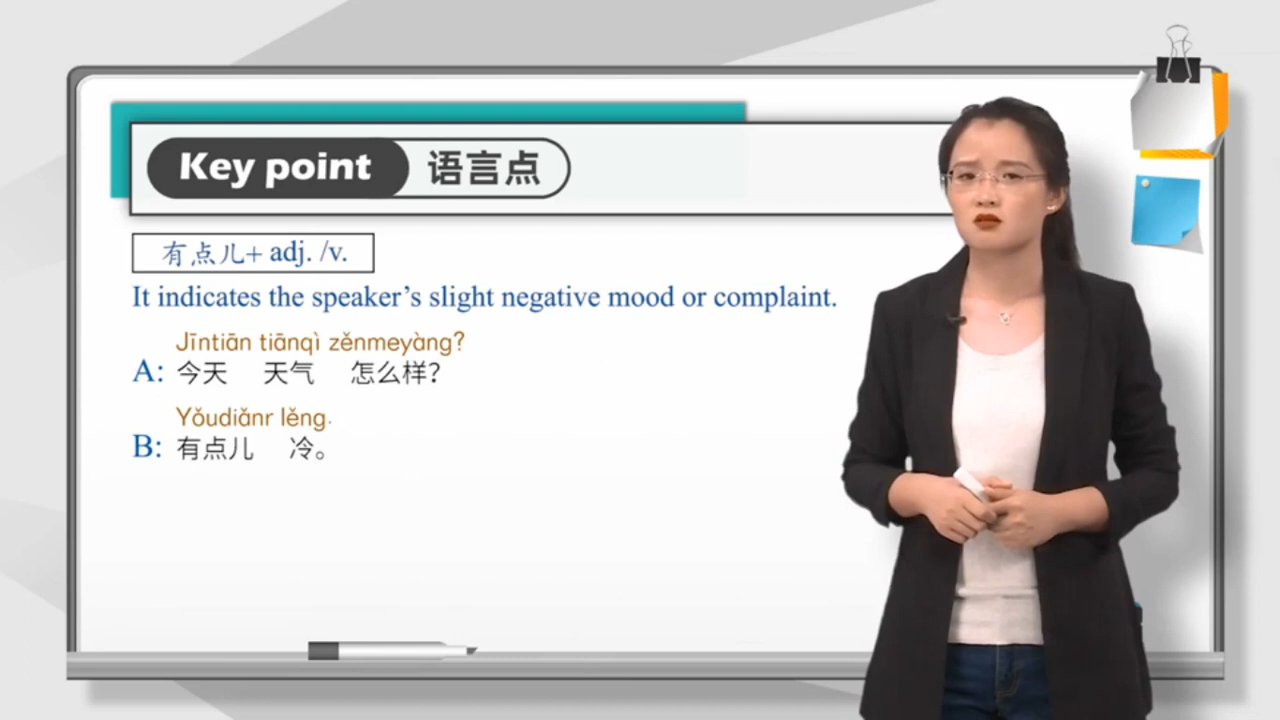 Key point 语言点
有点儿+ adj. /v.
It indicates the speaker’s slight negative mood or complaint.
Jīntiān tiānqì zěnmeyàng?
A: 今天 天气 怎么样?
Yǒudiǎnr lěng.
B: 有点儿 冷。